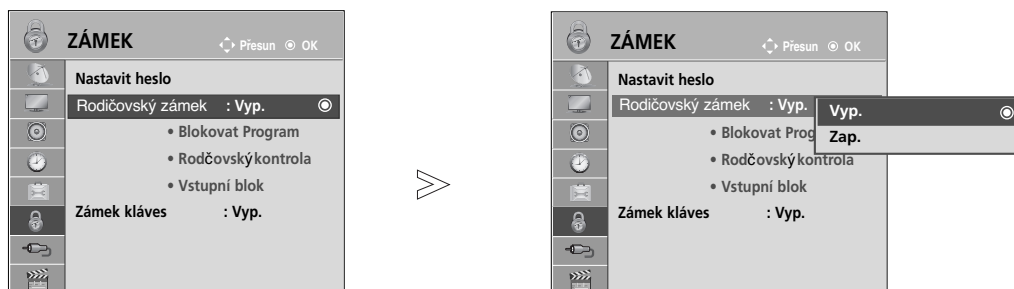 ZÁMEK
Přesun OK
Nastavit heslo
Rodičovský zámek : Vyp.
• Blokovat Program
• Rodčovský kontrola
• Vstupní blok
Zámek kláves : Vyp.
ZÁMEK
Přesun OK
Nastavit heslo
Rodičovský zámek : Vyp.
Vyp.
Zap.
• Blokovat Prog
• Rodčovský kontrola
• Vstupní blok
Zámek kláves : Vyp.